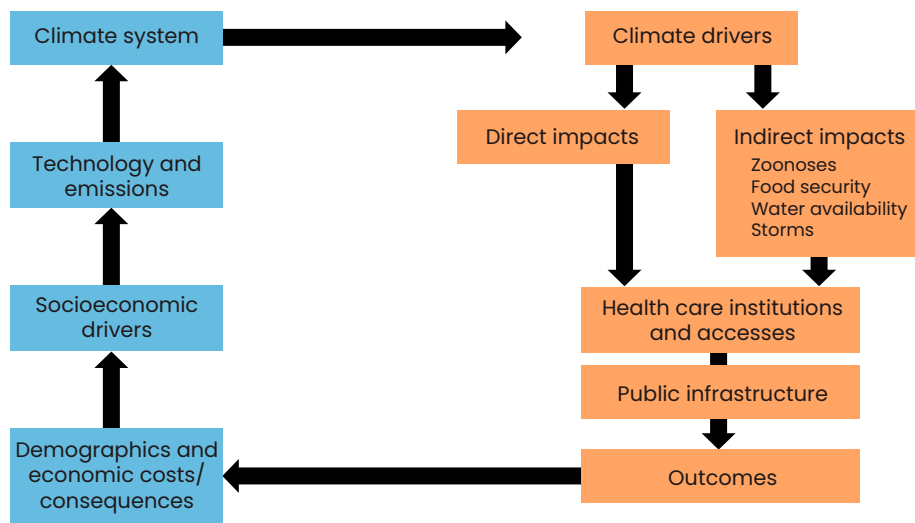 Climate system
Climate drivers
Direct impacts
Indirect impacts
Zoonoses
Food security
Water availability
Storms
Technology and
emissions
Socioeconomic
drivers
Health care institutions
and accesses
Public infrastructure
Demographics and
economic costs/
consequences
Outcomes